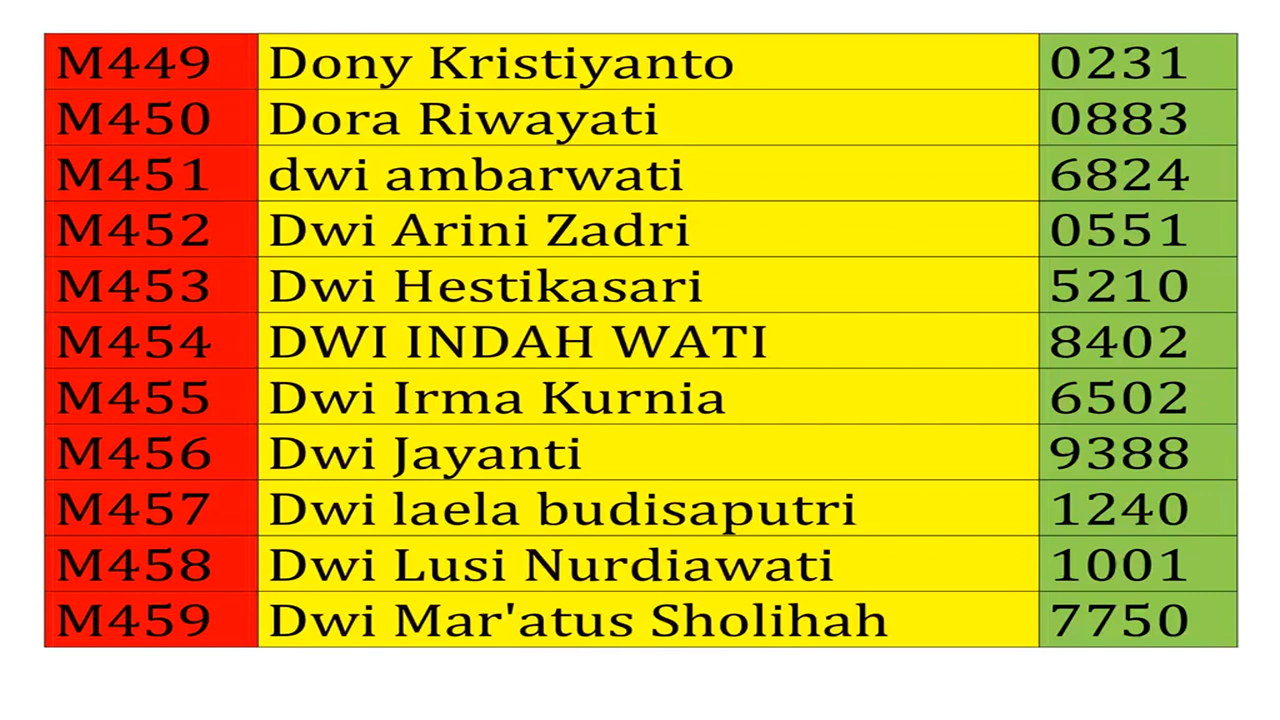 M449 Dony Kristiyanto 0231
M450 Dora Riwayati 0883
M451 dwi ambarwati 6824
M452 Dwi Arini Zadri 0551
M453 Dwi Hestikasari 5210
M454 DWI INDAH WATI 8402
M455 Dwi Irma Kurnia 6502
M456 Dwi Jayanti 9388
M457 Dwi laela budisaputri 1240
M458 Dwi Lusi Nurdiawati 1001
M459 Dwi Mar'atus Sholihah 7750